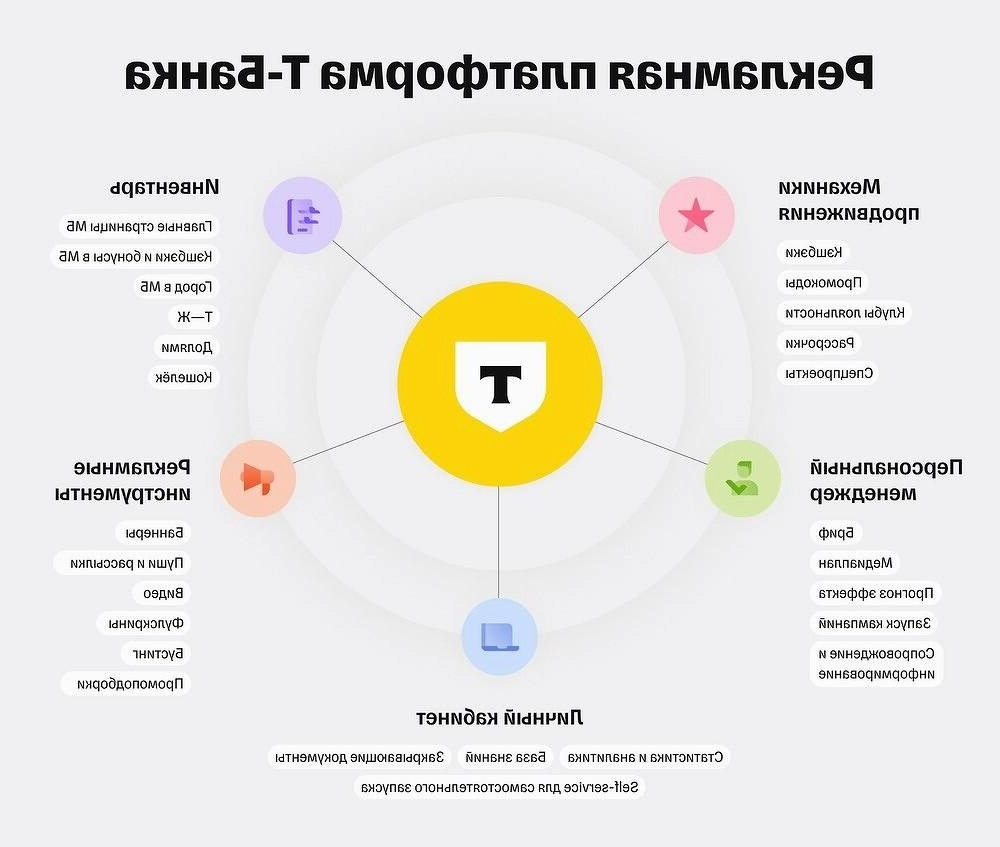 Рекламная платформа Т-Банка
Механики
продвижения
Кэшбэки
Промокоды
Клубы лояльности
Рассрочки
Спецпроекты
Инвентарь
Главные страницы МБ
Кэшбэки и бонусы в МБ
Город в МБ
Т—Ж
Долями
Кошелёк
Т
Персональный
менеджер
Бриф
Медиаплан
Прогноз эффекта
Запуск кампаний
Сопровождение и
информирование
Рекламные
инструменты
Баннеры
Пуши и рассылки
Видео
Фулскрины
Бустинг
Промоподборки
Личный кабинет
Статистика и аналитика База знаний Закрывающие документы
Self-service для самостоятельного запуска